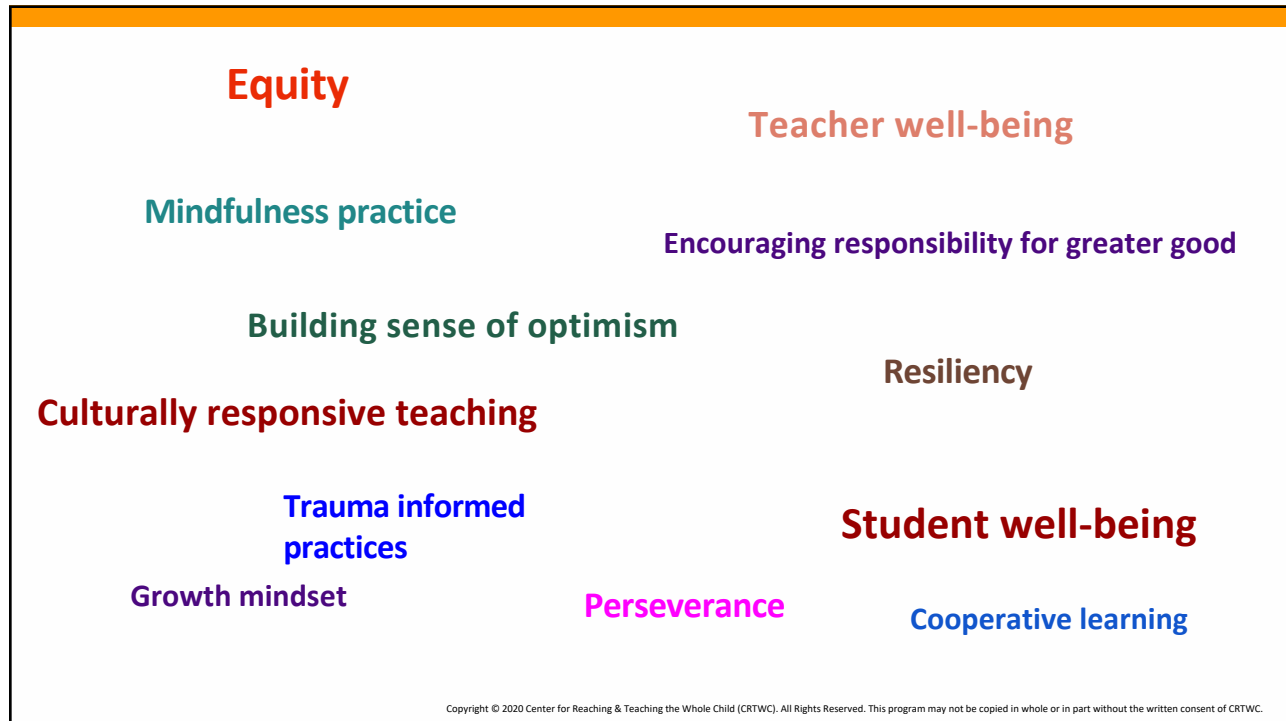 Equity
Teacher well-being
Mindfulness practice
Encouraging responsibility for greater good
Building sense of optimism
Resiliency
Culturally responsive teaching
Trauma informed
practices
Student well-being
Growth mindset
Perseverance
Cooperative learning
Copyright © 2020 Center for Reaching & Teaching the Whole Child (CRTWC). All Rights Reserved. This program may not be copied in whole or in part without the written consent of CRTWC.